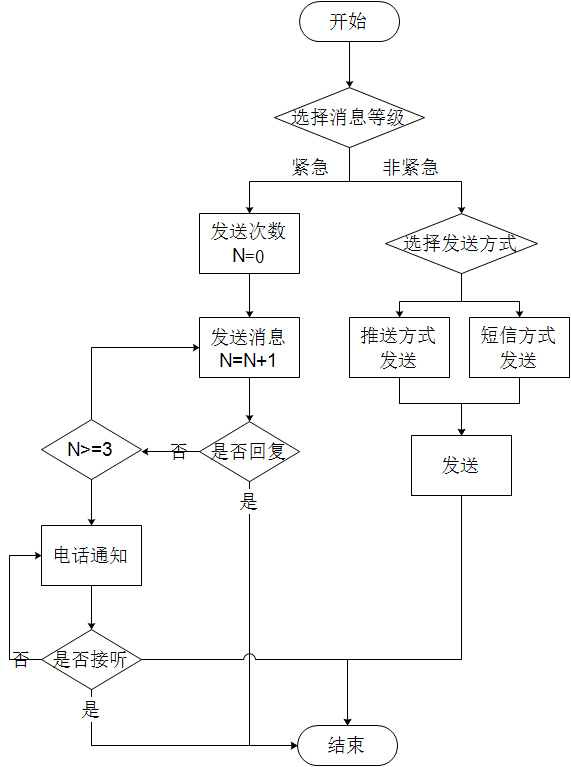 开始
选择消息等级
紧急
非紧急
发送次数
N=0
选择发送方式
发送消息
N=N+1
推送方式
发送
短信方式
发送
N>=3
否
是否回复
发送
是
电话通知
否
是否接听
是
结束